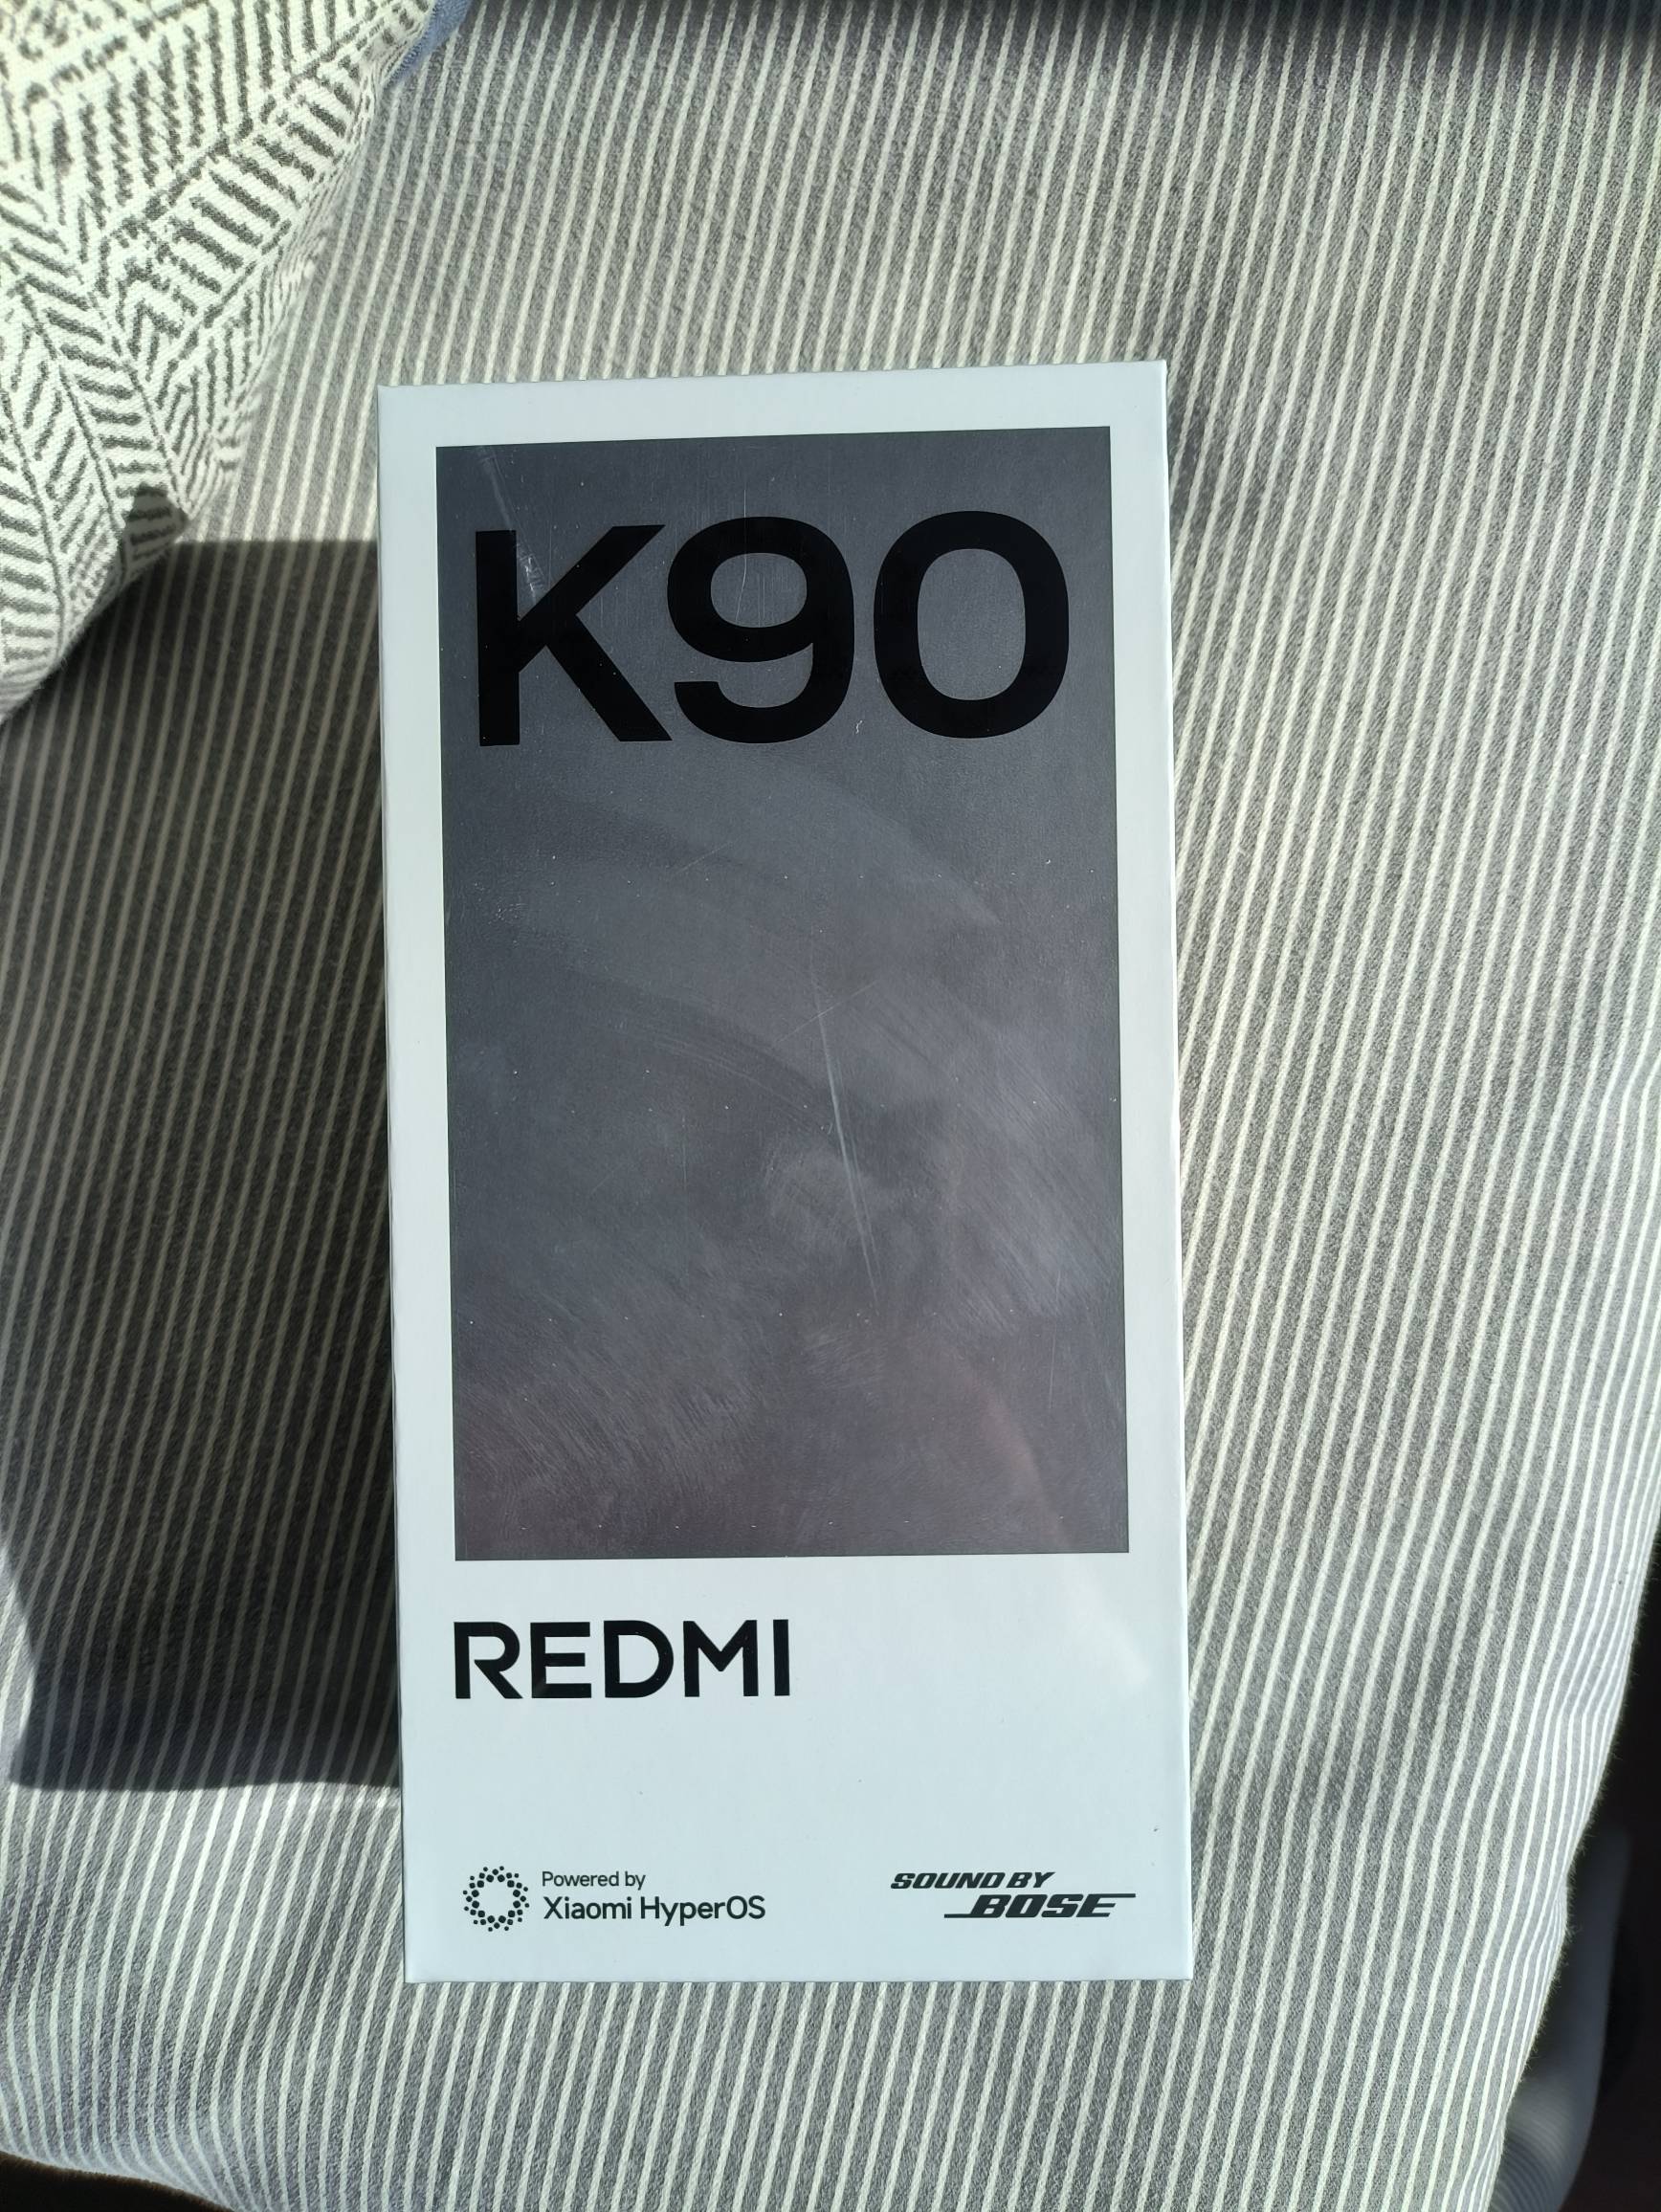 K90
REDMI
Powered by
Xiaomi HyperOS
SOUND BY
BOSE